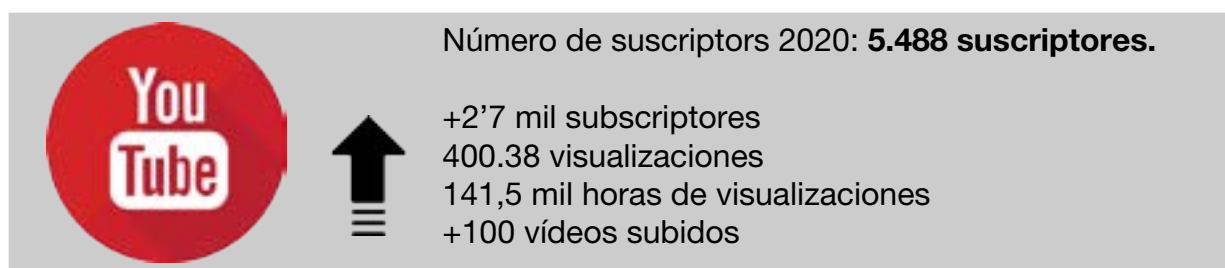 You
Tube
Número de suscriptors 2020: 5.488 suscriptores.
+2’7 mil subscriptores
400.38 visualizaciones
141,5 mil horas de visualizaciones
+100 vídeos subidos